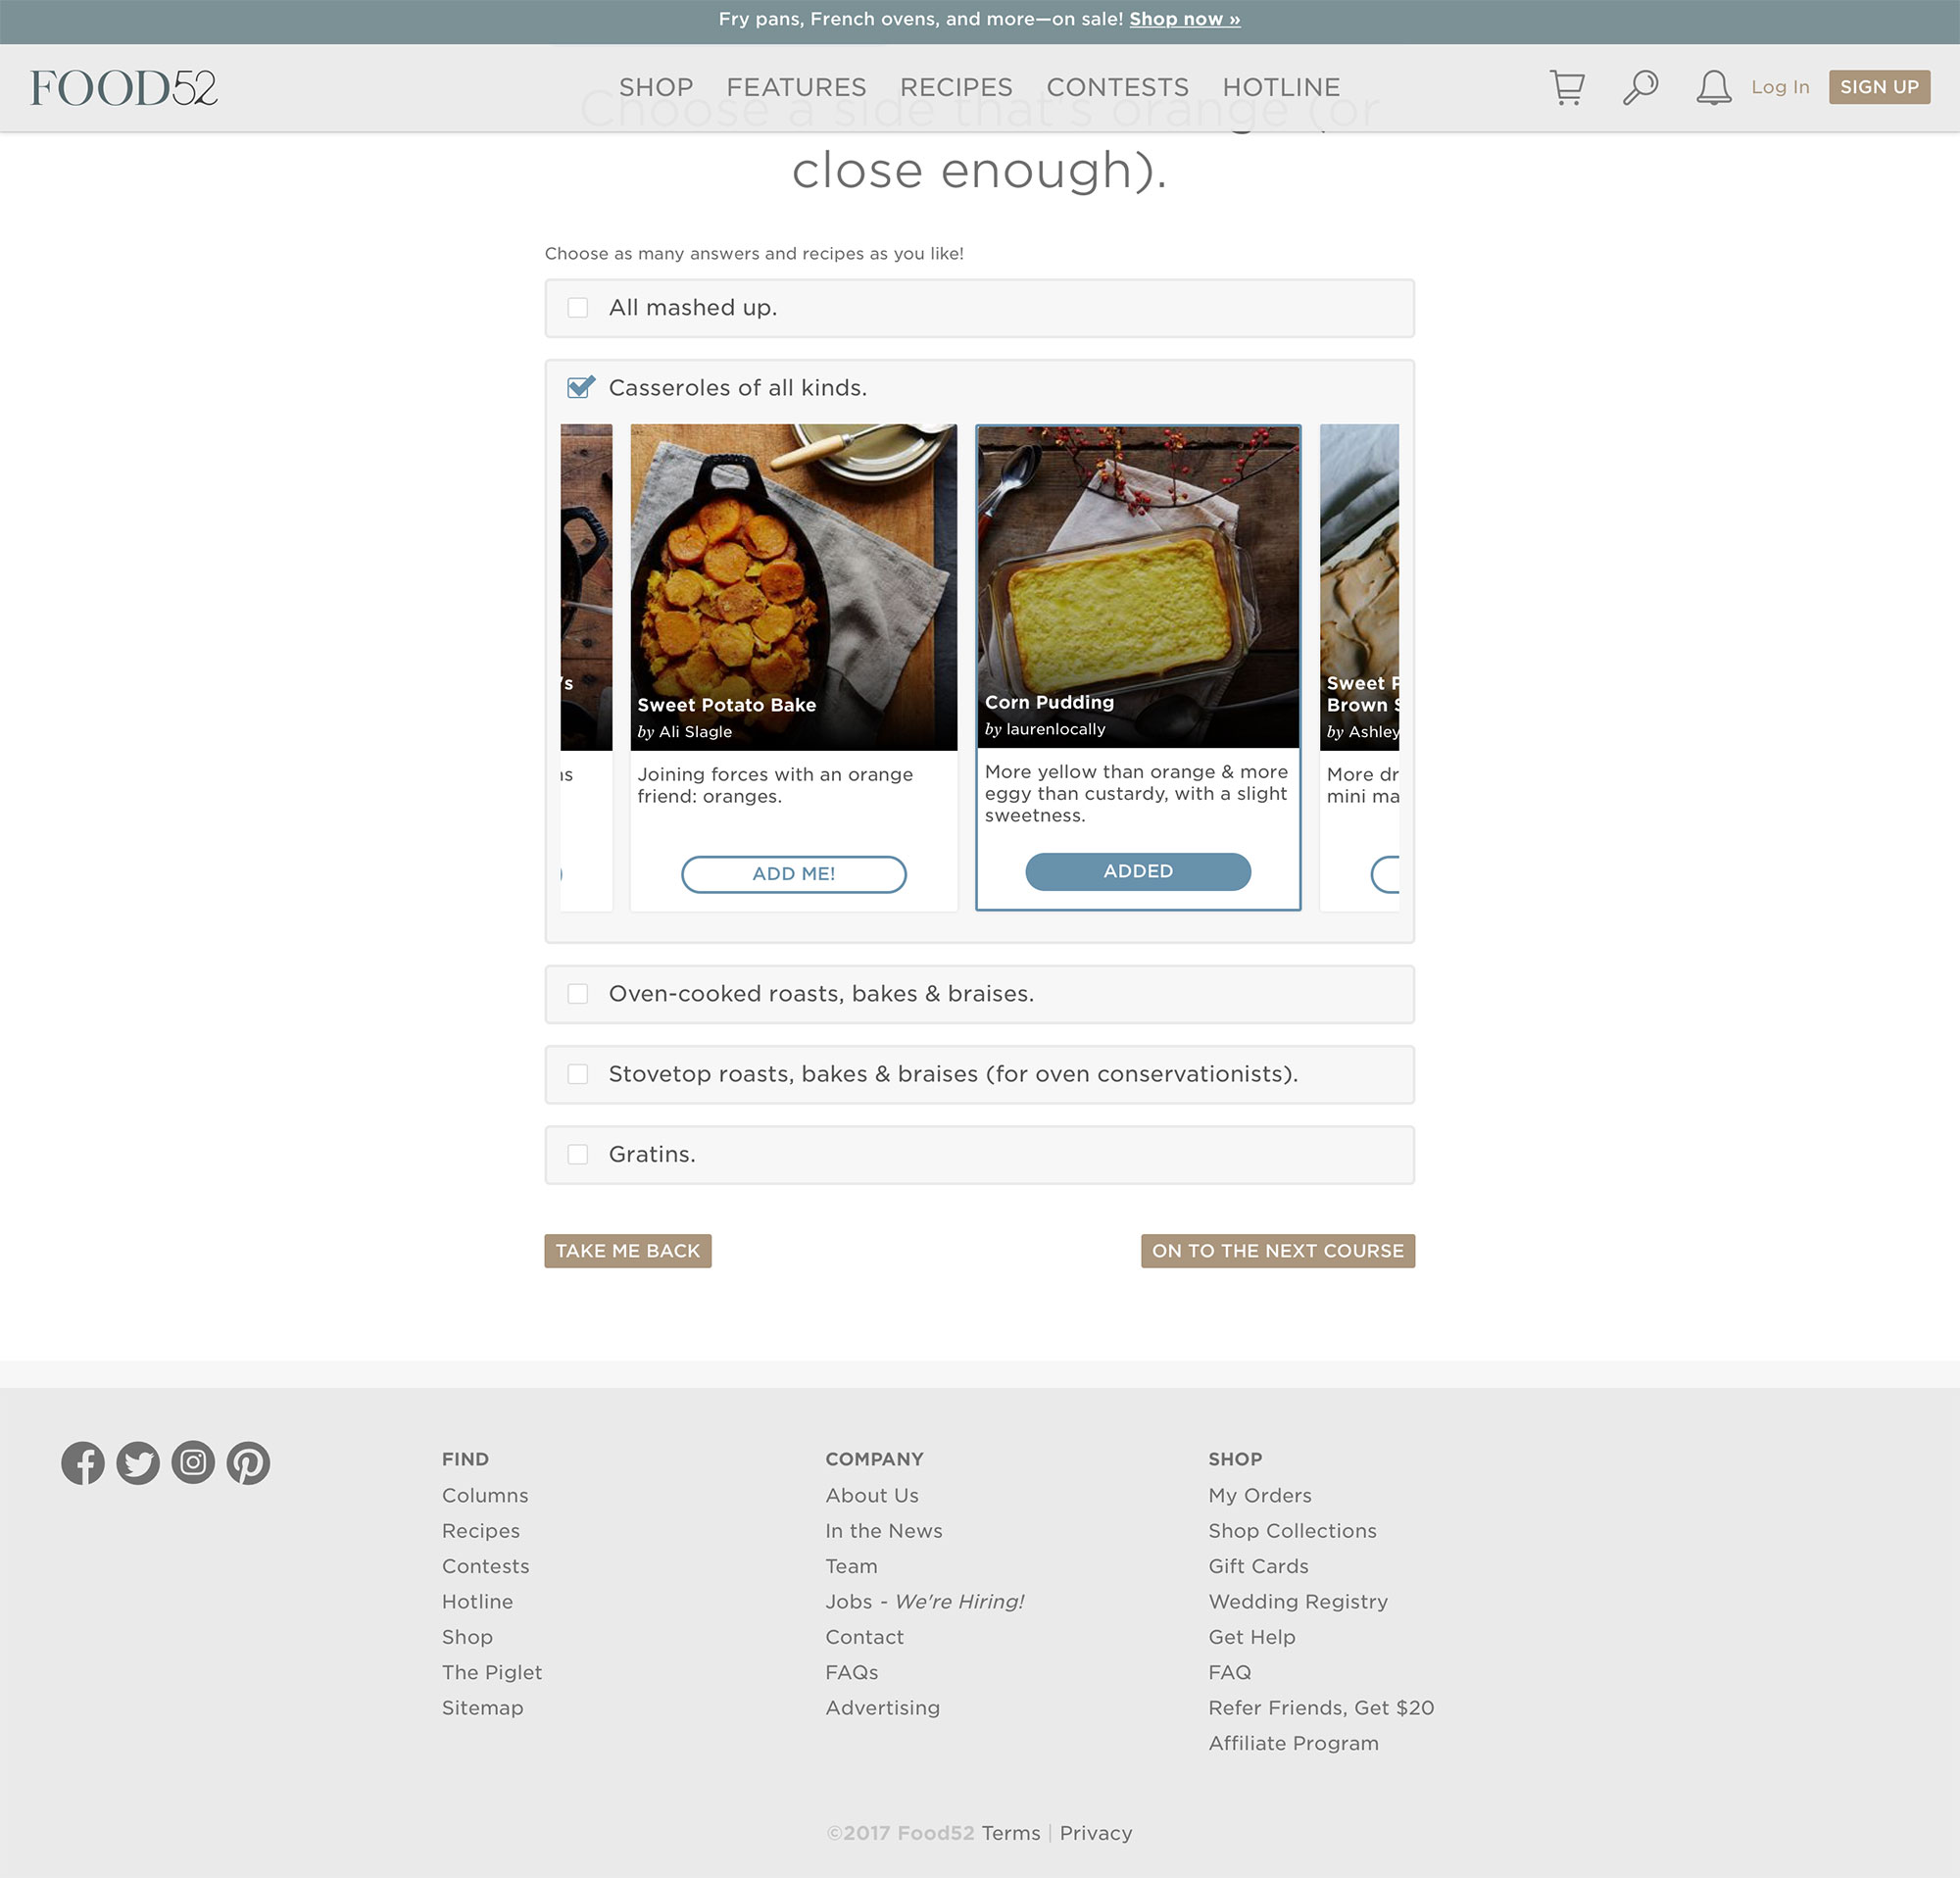 Fry pans, French ovens, and more—on sale! Shop now »
FOOD52
SHOP FEATURES RECIPES CONTESTS HOTLINE
Log In SIGN UP
Choose a side that's orange (or
close enough).
Choose as many answers and recipes as you like!
All mashed up.
Casseroles of all kinds.
Sweet Potato Bake
by Ali Slagle
Joining forces with an orange
friend: oranges.
ADD ME!
Corn Pudding
by laurenlocally
More yellow than orange & more
eggy than custardy, with a slight
sweetness.
ADDED
Sweet
Brown
by Ashley
More
mini
Oven-cooked roasts, bakes & braises.
Stovetop roasts, bakes & braises (for oven conservationists).
Gratins.
TAKE ME BACK
ON TO THE NEXT COURSE
FIND
Columns
Recipes
Contests
Hotline
Shop
The Piglet
Sitemap
COMPANY
About Us
In the News
Team
Jobs - We're Hiring!
Contact
FAQs
Advertising
SHOP
My Orders
Shop Collections
Gift Cards
Wedding Registry
Get Help
FAQ
Refer Friends, Get $20
Affiliate Program
©2017 Food52 Terms | Privacy